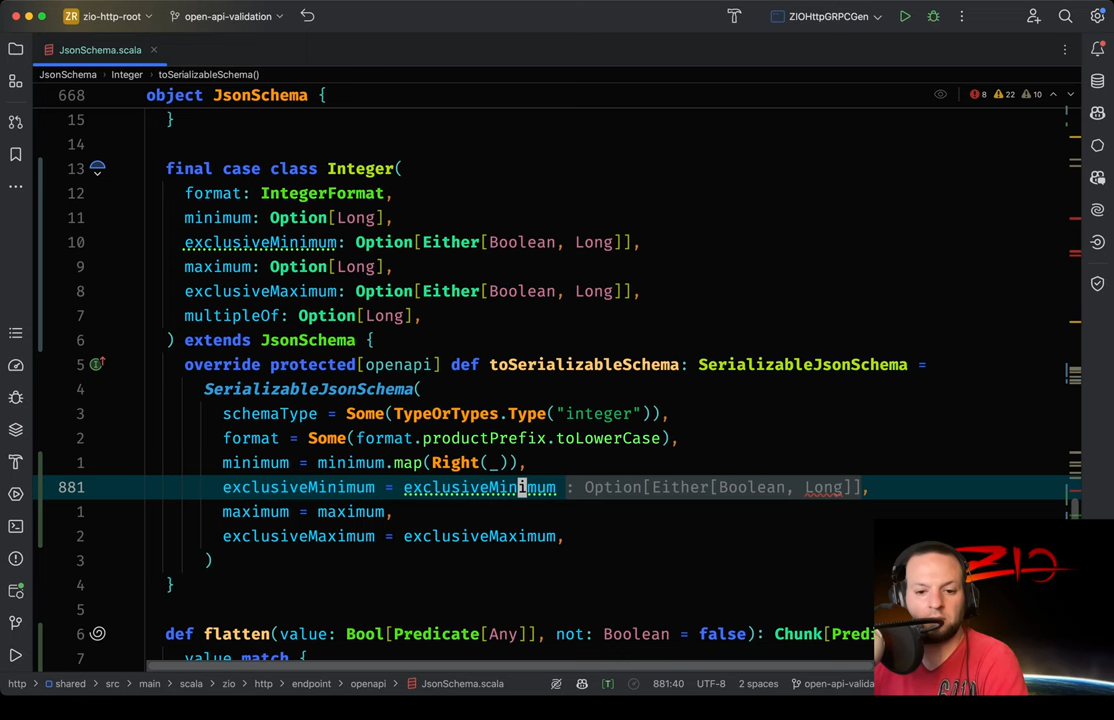 ZR zio-http-root open-api-validation ZIOHttpGRPCGen
JsonSchema.scala
JsonSchema Integer toSerializableSchema()
668 object JsonSchema { 8 22 10
15 }
14
13 final case class Integer(
12 format: IntegerFormat,
11 minimum: Option[Long],
10 exclusiveMinimum: Option[Either[Boolean, Long]],
9 maximum: Option[Long],
8 exclusiveMaximum: Option[Either[Boolean, Long]],
7 multipleOf: Option[Long],
6 ) extends JsonSchema {
5 override protected[openapi] def toSerializableSchema: SerializableJsonSchema =
4 SerializableJsonSchema(
3 schemaType = Some(TypeOrTypes.Type("integer")),
2 format = Some(format.productPrefix.toLowerCase),
1 minimum = minimum.map(Right(_)),
881 exclusiveMinimum = exclusiveMinimum : Option[Either[Boolean, Long]],
1 maximum = maximum,
2 exclusiveMaximum = exclusiveMaximum,
3 )
4 }
5
6 def flatten(value: Bool[Predicate[Any]], not: Boolean = false): Chunk[Predi
7 value match {
ZIO
http shared src main scala zio http endpoint openapi JsonSchema.scala [T] 881:40 UTF-8 2 spaces open-api-valida